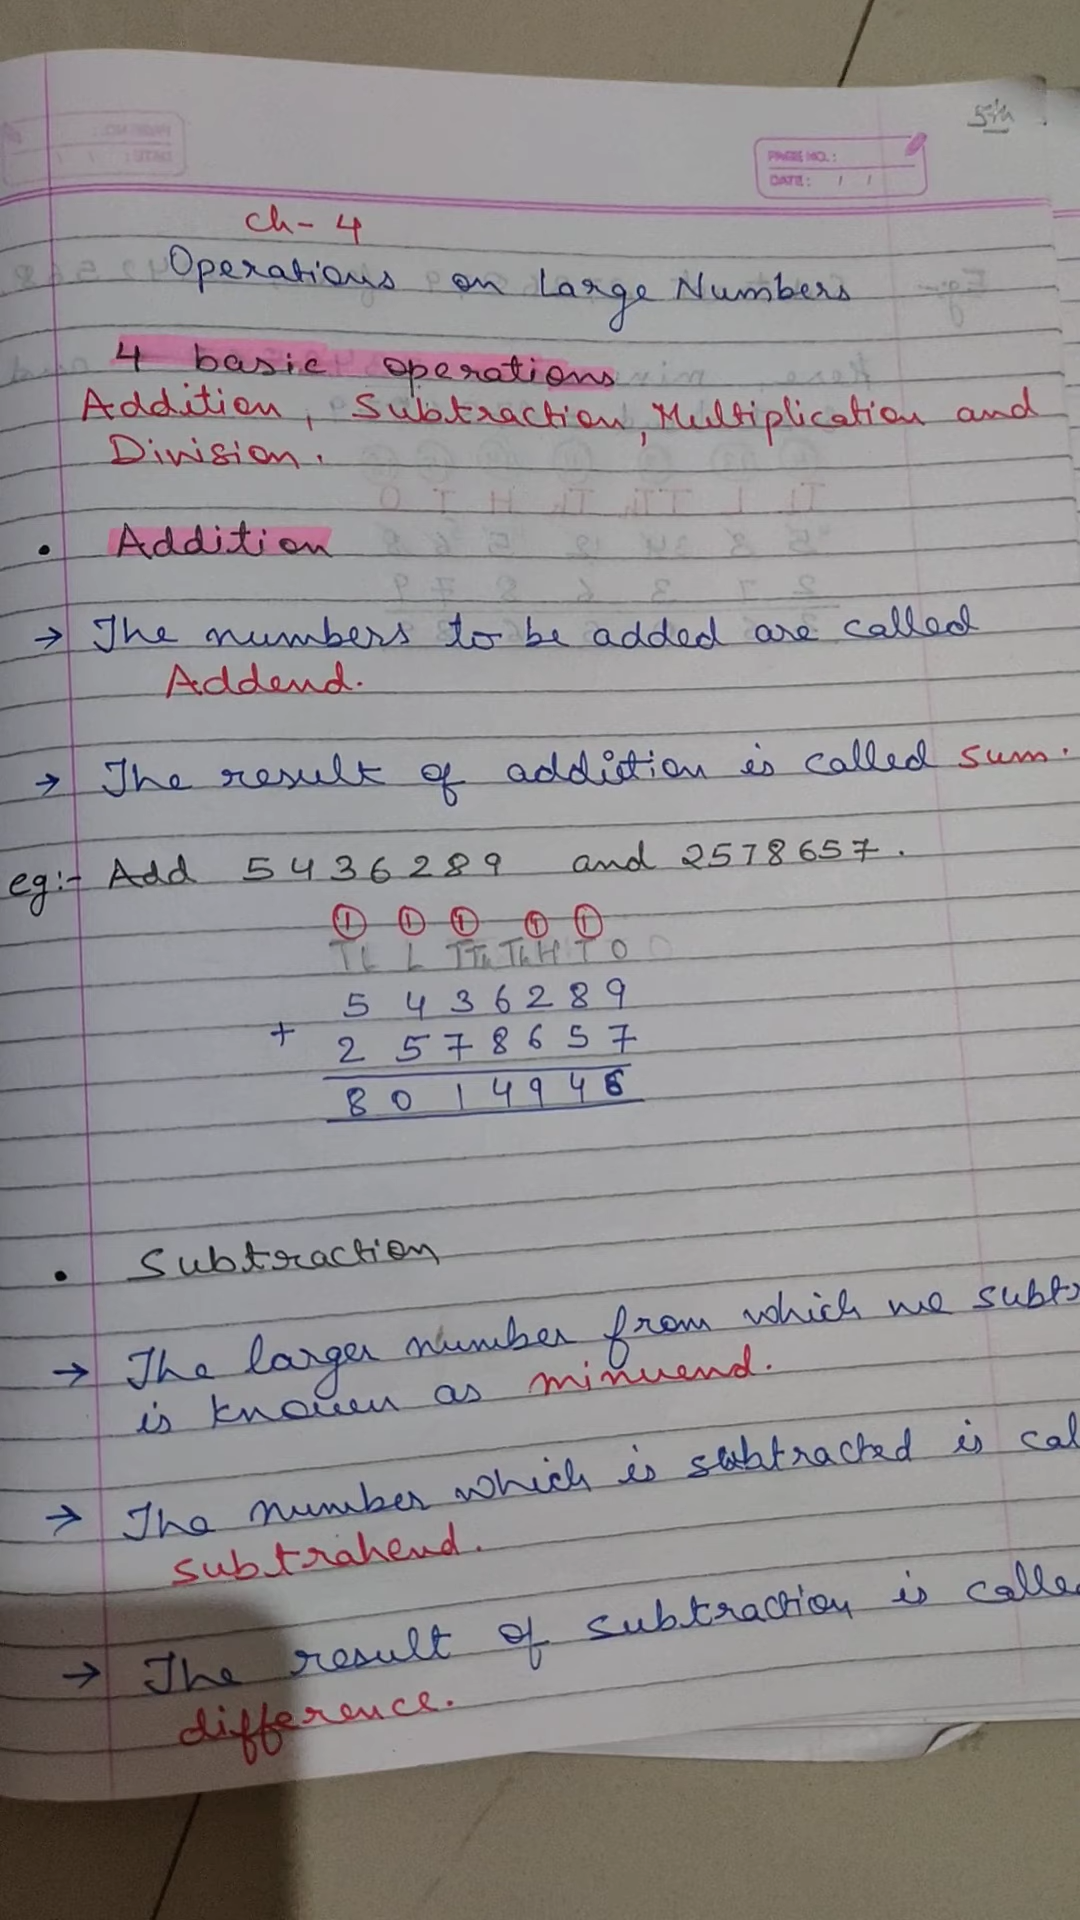 5th
PAGE NO.:
DATE: / /
Ch-4
Operations on Large Numbers
4 basic operations
Addition, Subtraction, Multiplication and
Division.
• Addition
→ The numbers to be added are called
Addend.
→ The result of addition is called sum.
eg:- Add 5436289 and 2578657.
1 1 1 1 1
TL L TTh Th H T O
5 4 3 6 2 8 9
+ 2 5 7 8 6 5 7
8 0 1 4 9 4 6
• Subtraction
→ The larger number from which we subtr
is known as minuend.
→ The number which is subtracted is cal
subtrahend.
→ The result of subtraction is calle
difference.